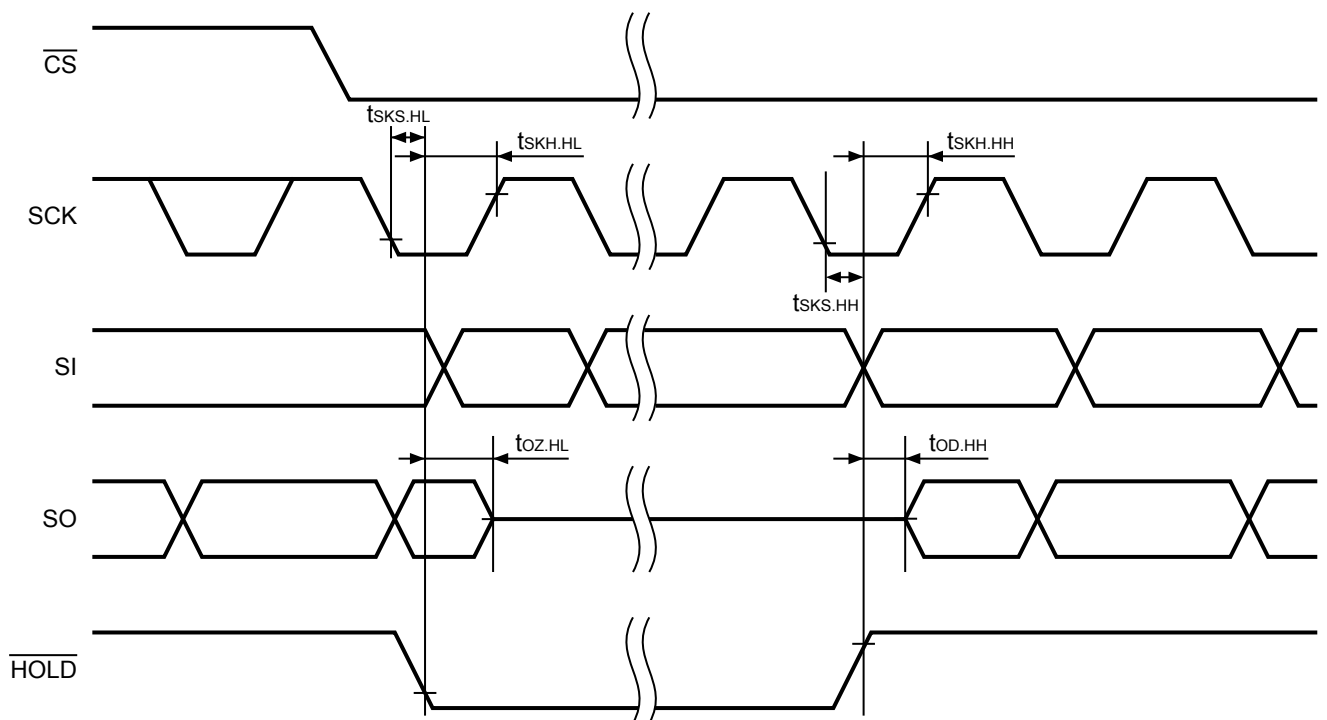 CS
tSKS.HL
tSKH.HL
tSKH.HH
SCK
tSKS.HH
SI
tOZ.HL
tOD.HH
SO
HOLD